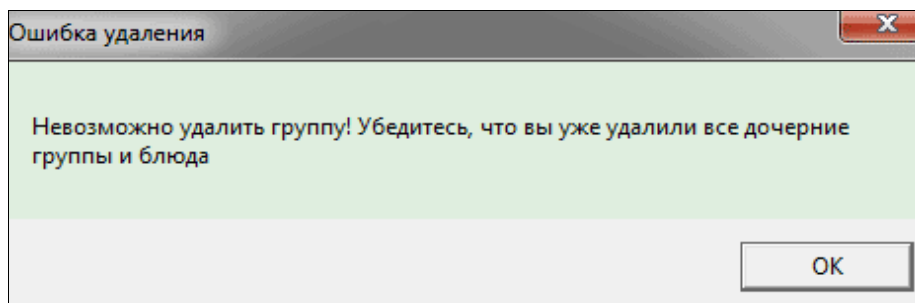 Ошибка удаления
Невозможно удалить группу! Убедитесь, что вы уже удалили все дочерние
группы и блюда
OK